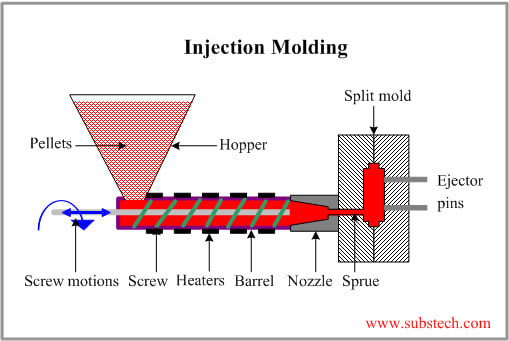 Injection Molding
Split mold
Pellets
Hopper
Ejector
pins
Screw motions
Screw
Heaters
Barrel
Nozzle
Sprue
www.substech.com